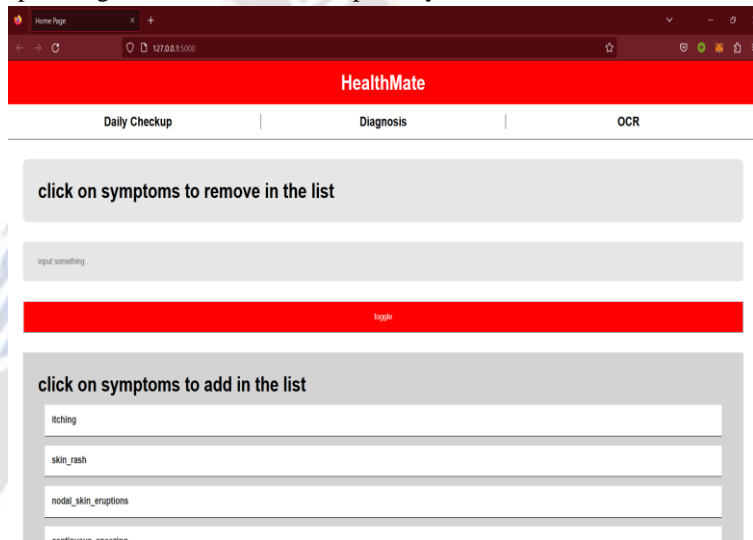 Home Page
127.0.0.1:5000
HealthMate
Daily Checkup | Diagnosis | OCR
click on symptoms to remove in the list
input something...
toggle
click on symptoms to add in the list
itching
skin_rash
nodal_skin_eruptions